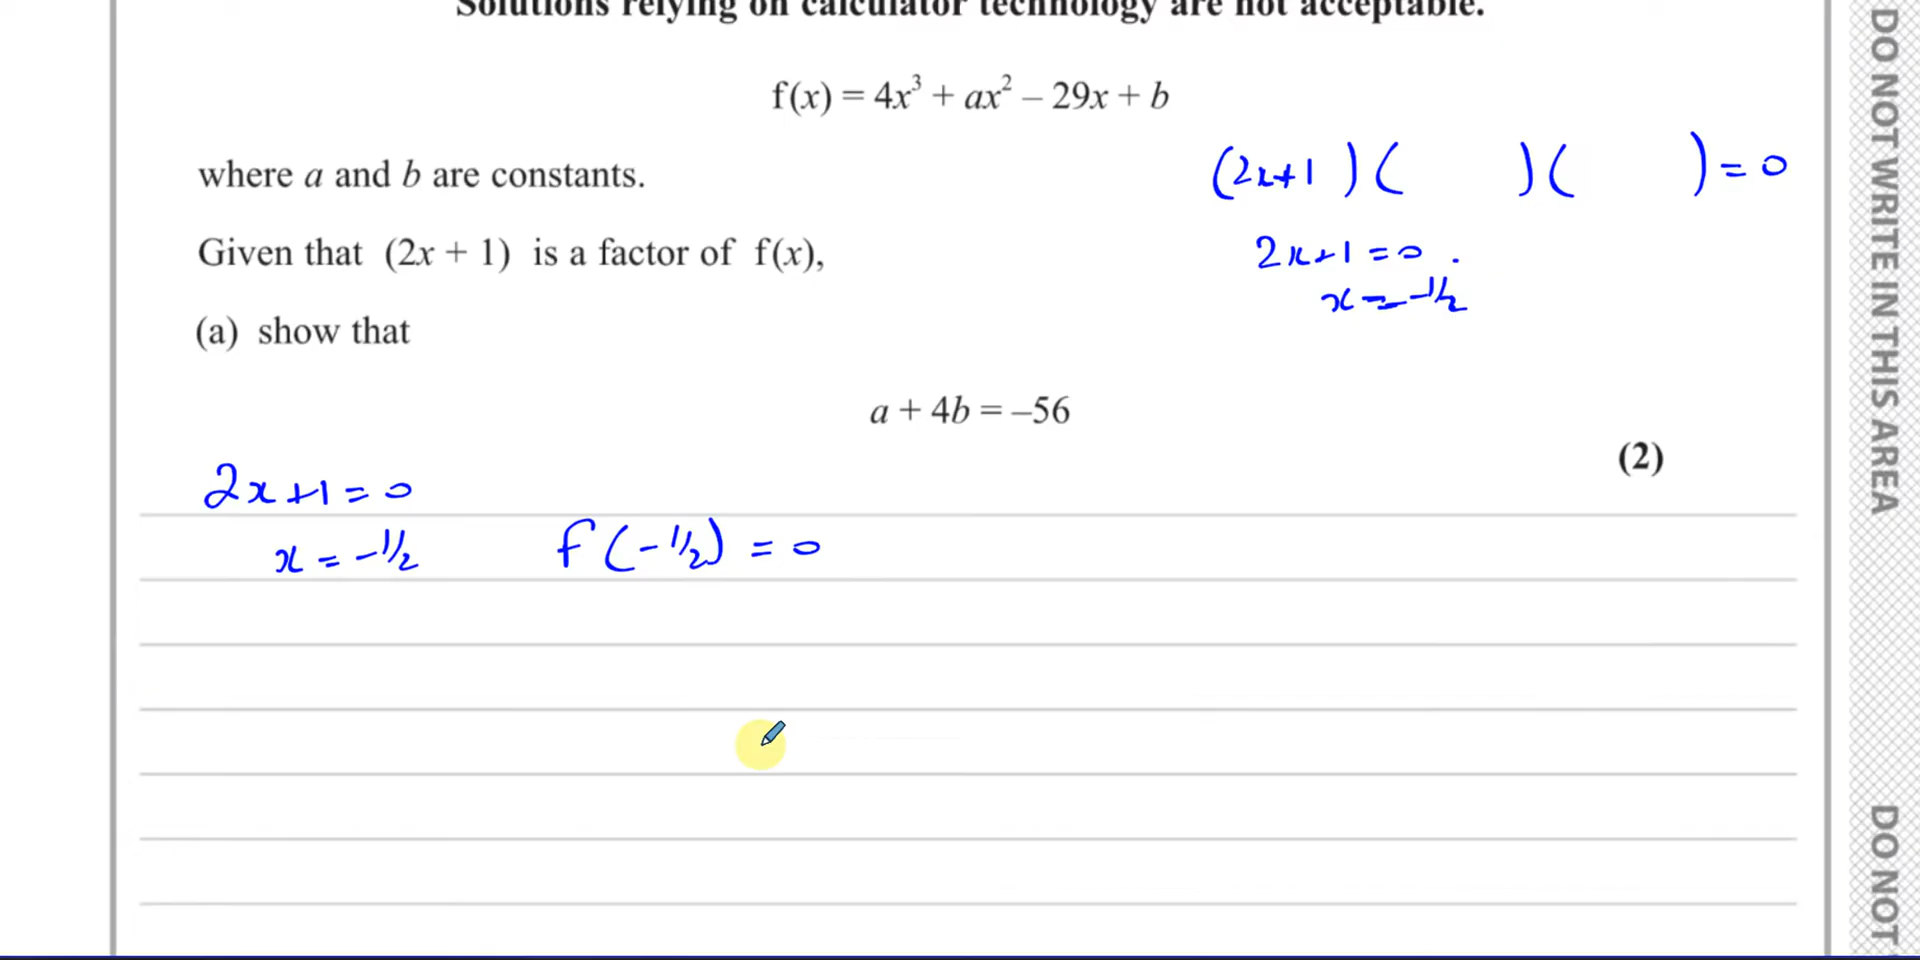 Solutions relying on calculator technology are not acceptable.
f(x) = 4x³ + ax² – 29x + b
where a and b are constants.
(2x+1)( )( ) = 0
Given that (2x + 1) is a factor of f(x),
2x+1 = 0
x = -1/2
(a) show that
a + 4b = –56
(2)
2x+1 = 0
x = -1/2
f(-1/2) = 0
DO NOT WRITE IN THIS AREA
DO NOT